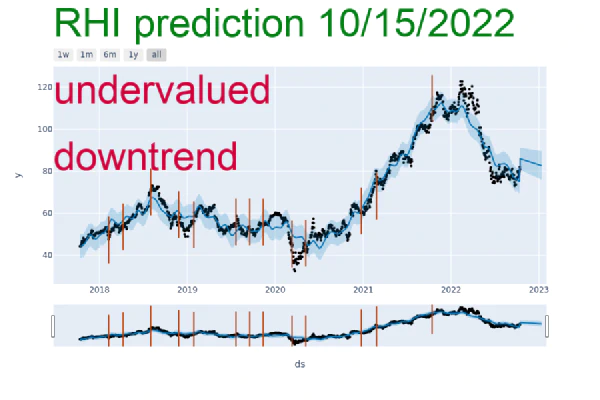 RHI prediction 10/15/2022
1w 1m 6m 1y all
undervalued
downtrend
120
100
80
60
40
y
2018 2019 2020 2021 2022 2023
ds